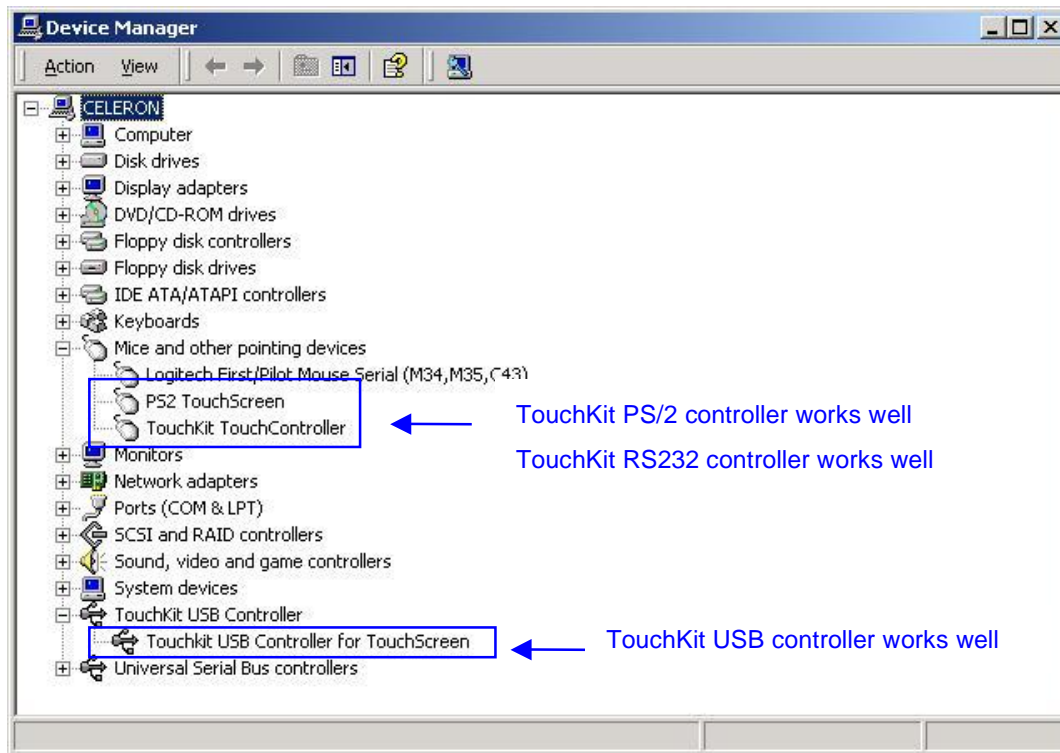 Device Manager
Action View
CELERON
Computer
Disk drives
Display adapters
DVD/CD-ROM drives
Floppy disk controllers
Floppy disk drives
IDE ATA/ATAPI controllers
Keyboards
Mice and other pointing devices
Logitech First/Pilot Mouse Serial (M34,M35,C43)
PS2 TouchScreen
TouchKit TouchController
TouchKit PS/2 controller works well
TouchKit RS232 controller works well
Monitors
Network adapters
Ports (COM & LPT)
SCSI and RAID controllers
Sound, video and game controllers
System devices
TouchKit USB Controller
Touchkit USB Controller for TouchScreen
TouchKit USB controller works well
Universal Serial Bus controllers